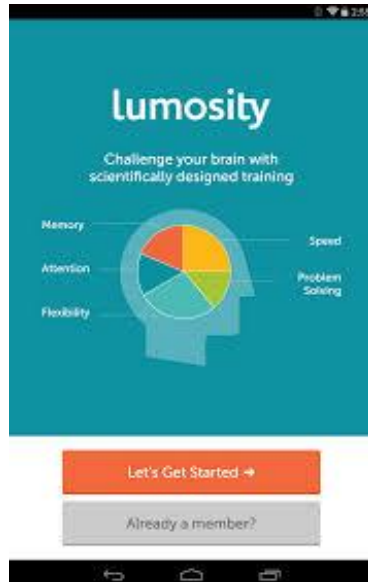 lumosity
Challenge your brain with
scientifically designed training
Memory
Speed
Attention
Problem
Solving
Flexibility
Let's Get Started →
Already a member?